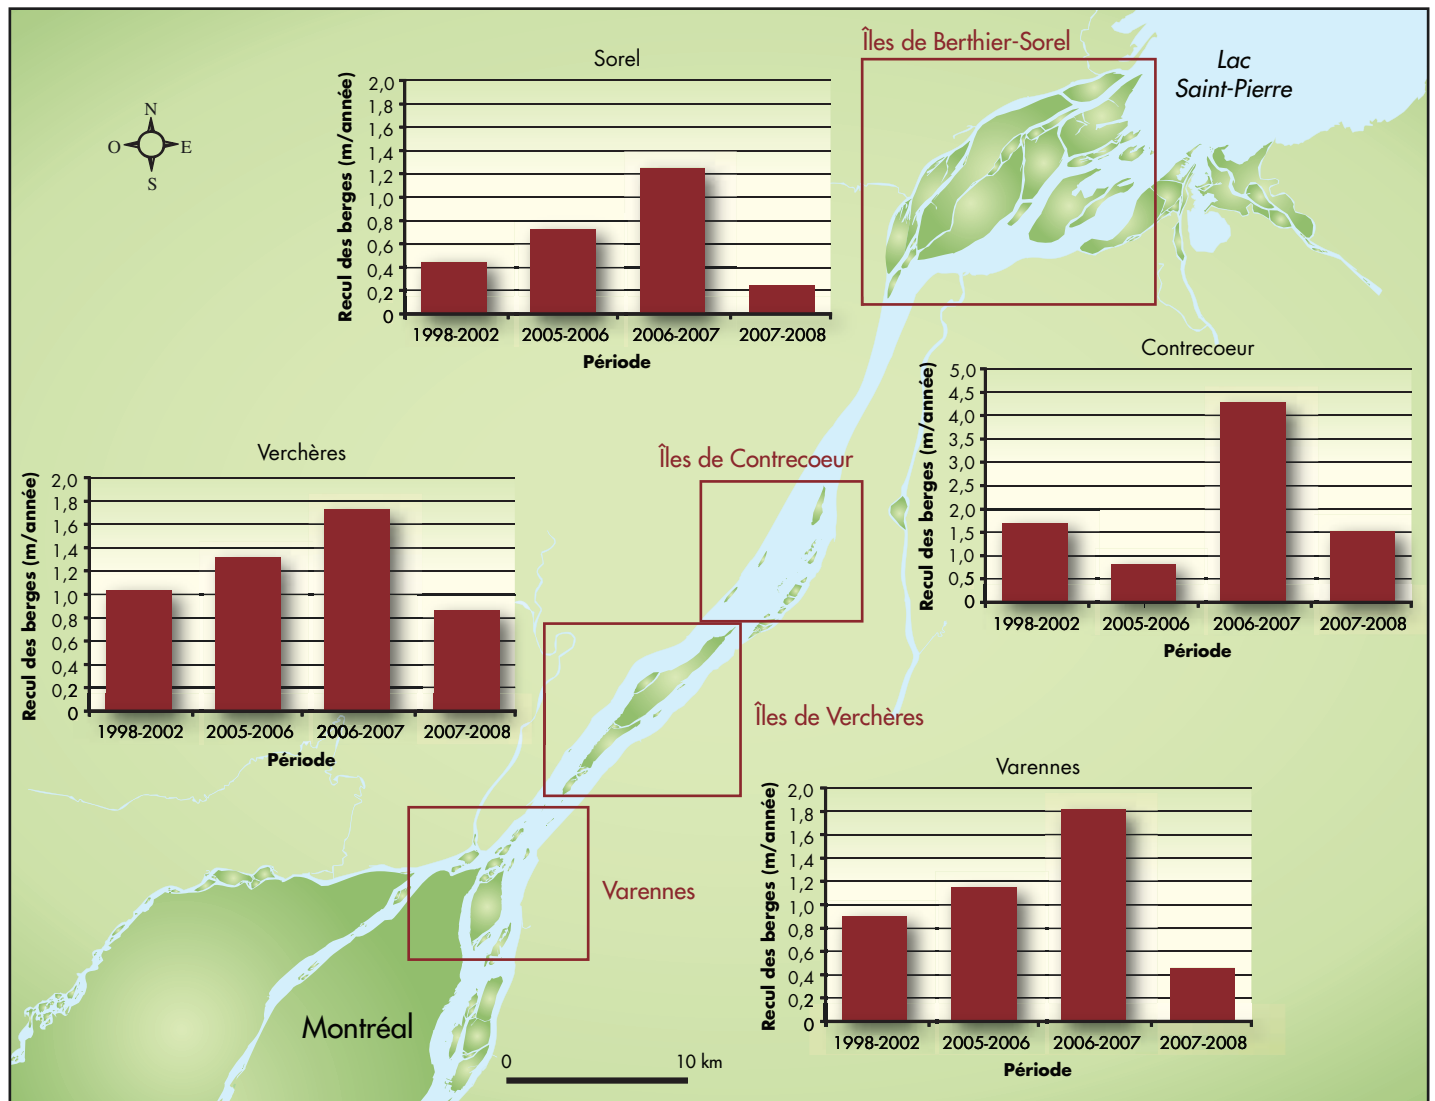 Îles de Berthier-Sorel
Lac
Saint-Pierre
N
O
E
S
Sorel
Recul des berges (m/année)
2,0
1,8
1,6
1,4
1,2
1,0
0,8
0,6
0,4
0,2
0
1998-2002 2005-2006 2006-2007 2007-2008
Période
Contrecoeur
Recul des berges (m/année)
5,0
4,5
4,0
3,5
3,0
2,5
2,0
1,5
1,0
0,5
0
1998-2002 2005-2006 2006-2007 2007-2008
Période
Îles de Contrecoeur
Verchères
Recul des berges (m/année)
2,0
1,8
1,6
1,4
1,2
1,0
0,8
0,6
0,4
0,2
0
1998-2002 2005-2006 2006-2007 2007-2008
Période
Îles de Verchères
Varennes
Recul des berges (m/année)
2,0
1,8
1,6
1,4
1,2
1,0
0,8
0,6
0,4
0,2
0
1998-2002 2005-2006 2006-2007 2007-2008
Période
Varennes
Montréal
0 10 km